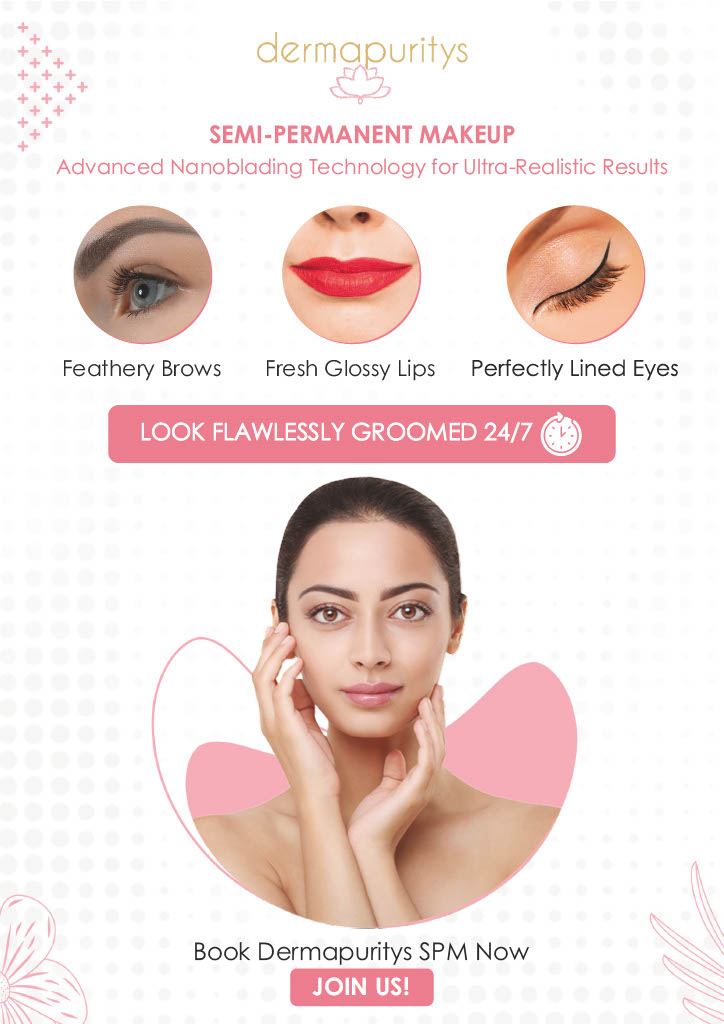 dermapuritys
SEMI-PERMANENT MAKEUP
Advanced Nanoblading Technology for Ultra-Realistic Results
Feathery Brows
Fresh Glossy Lips
Perfectly Lined Eyes
LOOK FLAWLESSLY GROOMED 24/7
Book Dermapuritys SPM Now
JOIN US!